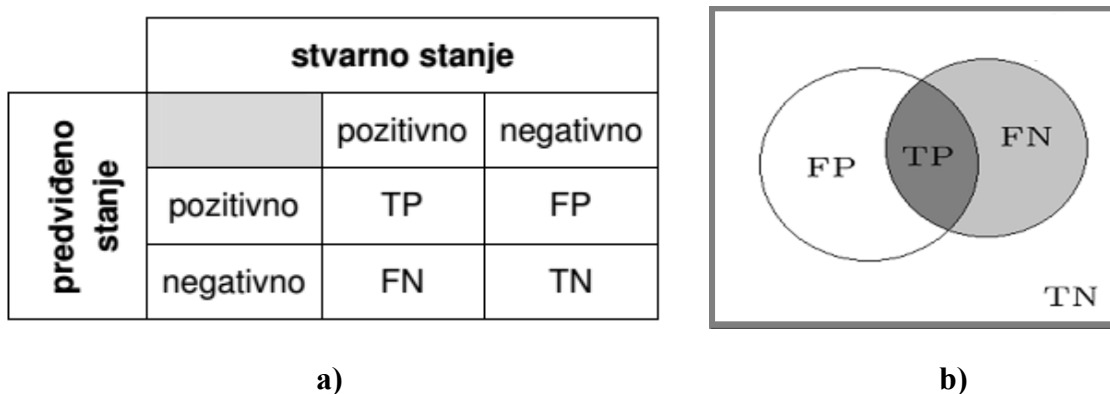 stvarno stanje
predviđeno
stanje
pozitivno negativno
pozitivno TP FP
negativno FN TN
a)
FP TP FN
TN
b)